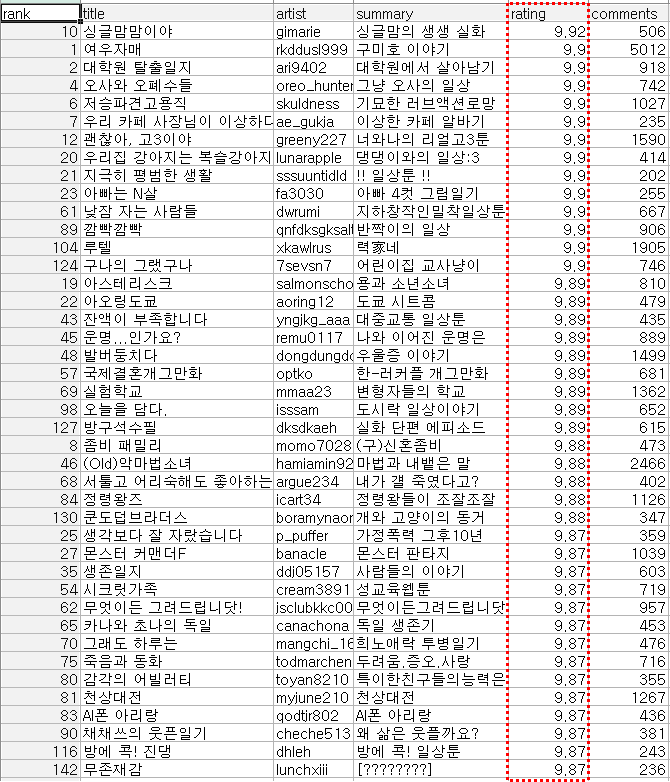 rank title artist summary rating comments
10 싱글맘맘이야 gimarie 싱글맘의 생생 실화 9.92 506
1 여우자매 rkddusl999 구미호 이야기 9.9 5012
2 대학원 탈출일지 ari9402 대학원에서 살아남기 9.9 918
4 오사와 오폐수들 oreo_hunter 그냥 오사의 일상 9.9 742
6 저승파견고용직 skuldness 기묘한 러브액션로망 9.9 1027
7 우리 카페 사장님이 이상하다 ae_gukja 이상한 카페 알바기 9.9 235
12 괜찮아, 고3이야 greeny227 너와나의 리얼고3툰 9.9 1590
20 우리집 강아지는 복슬강아지 lunarapple 댕댕이와의 일상:3 9.9 414
21 지극히 평범한 생활 sssuuntidld !! 일상툰 !! 9.9 202
23 아빠는 N살 fa3030 아빠 4컷 그림일기 9.9 255
61 낮잠 자는 사람들 dwrumi 지하창작인밀착일상툰 9.9 667
89 깜빡깜빡 qnfdksgksalt 반짝이의 일상 9.9 906
104 루텔 xkawlrus 력家네 9.9 1905
124 구나의 그랬구나 7sevsn7 어린이집 교사냥이 9.9 746
19 아스테리스크 salmonscho 용과 소년소녀 9.89 810
22 아오링도쿄 aoring12 도쿄 시트콤 9.89 479
43 잔액이 부족합니다 yngjkg_aaa 대중교통 일상툰 9.89 435
45 운명...인가요? remu0117 나와 이어진 운명은 9.89 889
48 발버둥치다 dongdungdo 우울증 이야기 9.89 1499
57 국제결혼개그만화 optko 한-러커플 개그만화 9.89 681
69 실험학교 mmaa23 변형자들의 학교 9.89 1362
98 오늘을 담다. isssam 도시락 일상이야기 9.89 652
127 방구석수필 dksdkaeh 실화 단편 에피소드 9.89 615
8 좀비 패밀리 momo7028 (구)신혼좀비 9.88 473
46 (Old)악마법소녀 hamiamin92 마법과 내뱉은 말 9.88 2466
68 서툴고 어리숙해도 좋아하는 argue234 내가 걜 죽였다고? 9.88 402
84 정령왕즈 icart34 정령왕들이 조잘조잘 9.88 1126
130 쿤도덥브라더스 boramynaor 개와 고양이의 동거 9.88 347
25 생각보다 잘 자랐습니다 p_puffer 가정폭력 그후10년 9.87 359
27 몬스터 커맨더F banacle 몬스터 판타지 9.87 1039
35 생존일지 ddj05157 사람들의 이야기 9.87 603
54 시크릿가족 cream3891 성교육웹툰 9.87 719
62 무엇이든 그려드립니닷! jsclubkkc00 무엇이든그려드립니닷 9.87 957
65 카나와 초나의 독일 canachona 독일 생존기 9.87 453
70 그래도 하루는 mangchi_16 희노애락 투병일기 9.87 476
75 죽음과 동화 todmarchen 두려움,증오,사랑 9.87 716
80 감각의 어빌러티 toyan8210 특이한친구들의능력은 9.87 355
81 천상대전 myjune210 천상대전 9.87 1267
83 AI폰 아리랑 qodtjr802 AI폰 아리랑 9.87 436
90 채채쓰의 웃픈일기 cheche513 왜 삶은 웃플까요? 9.87 381
116 방에 콕! 진댕 dhleh 방에 콕! 일상툰 9.87 243
142 무존재감 lunchxiii [????????] 9.87 236